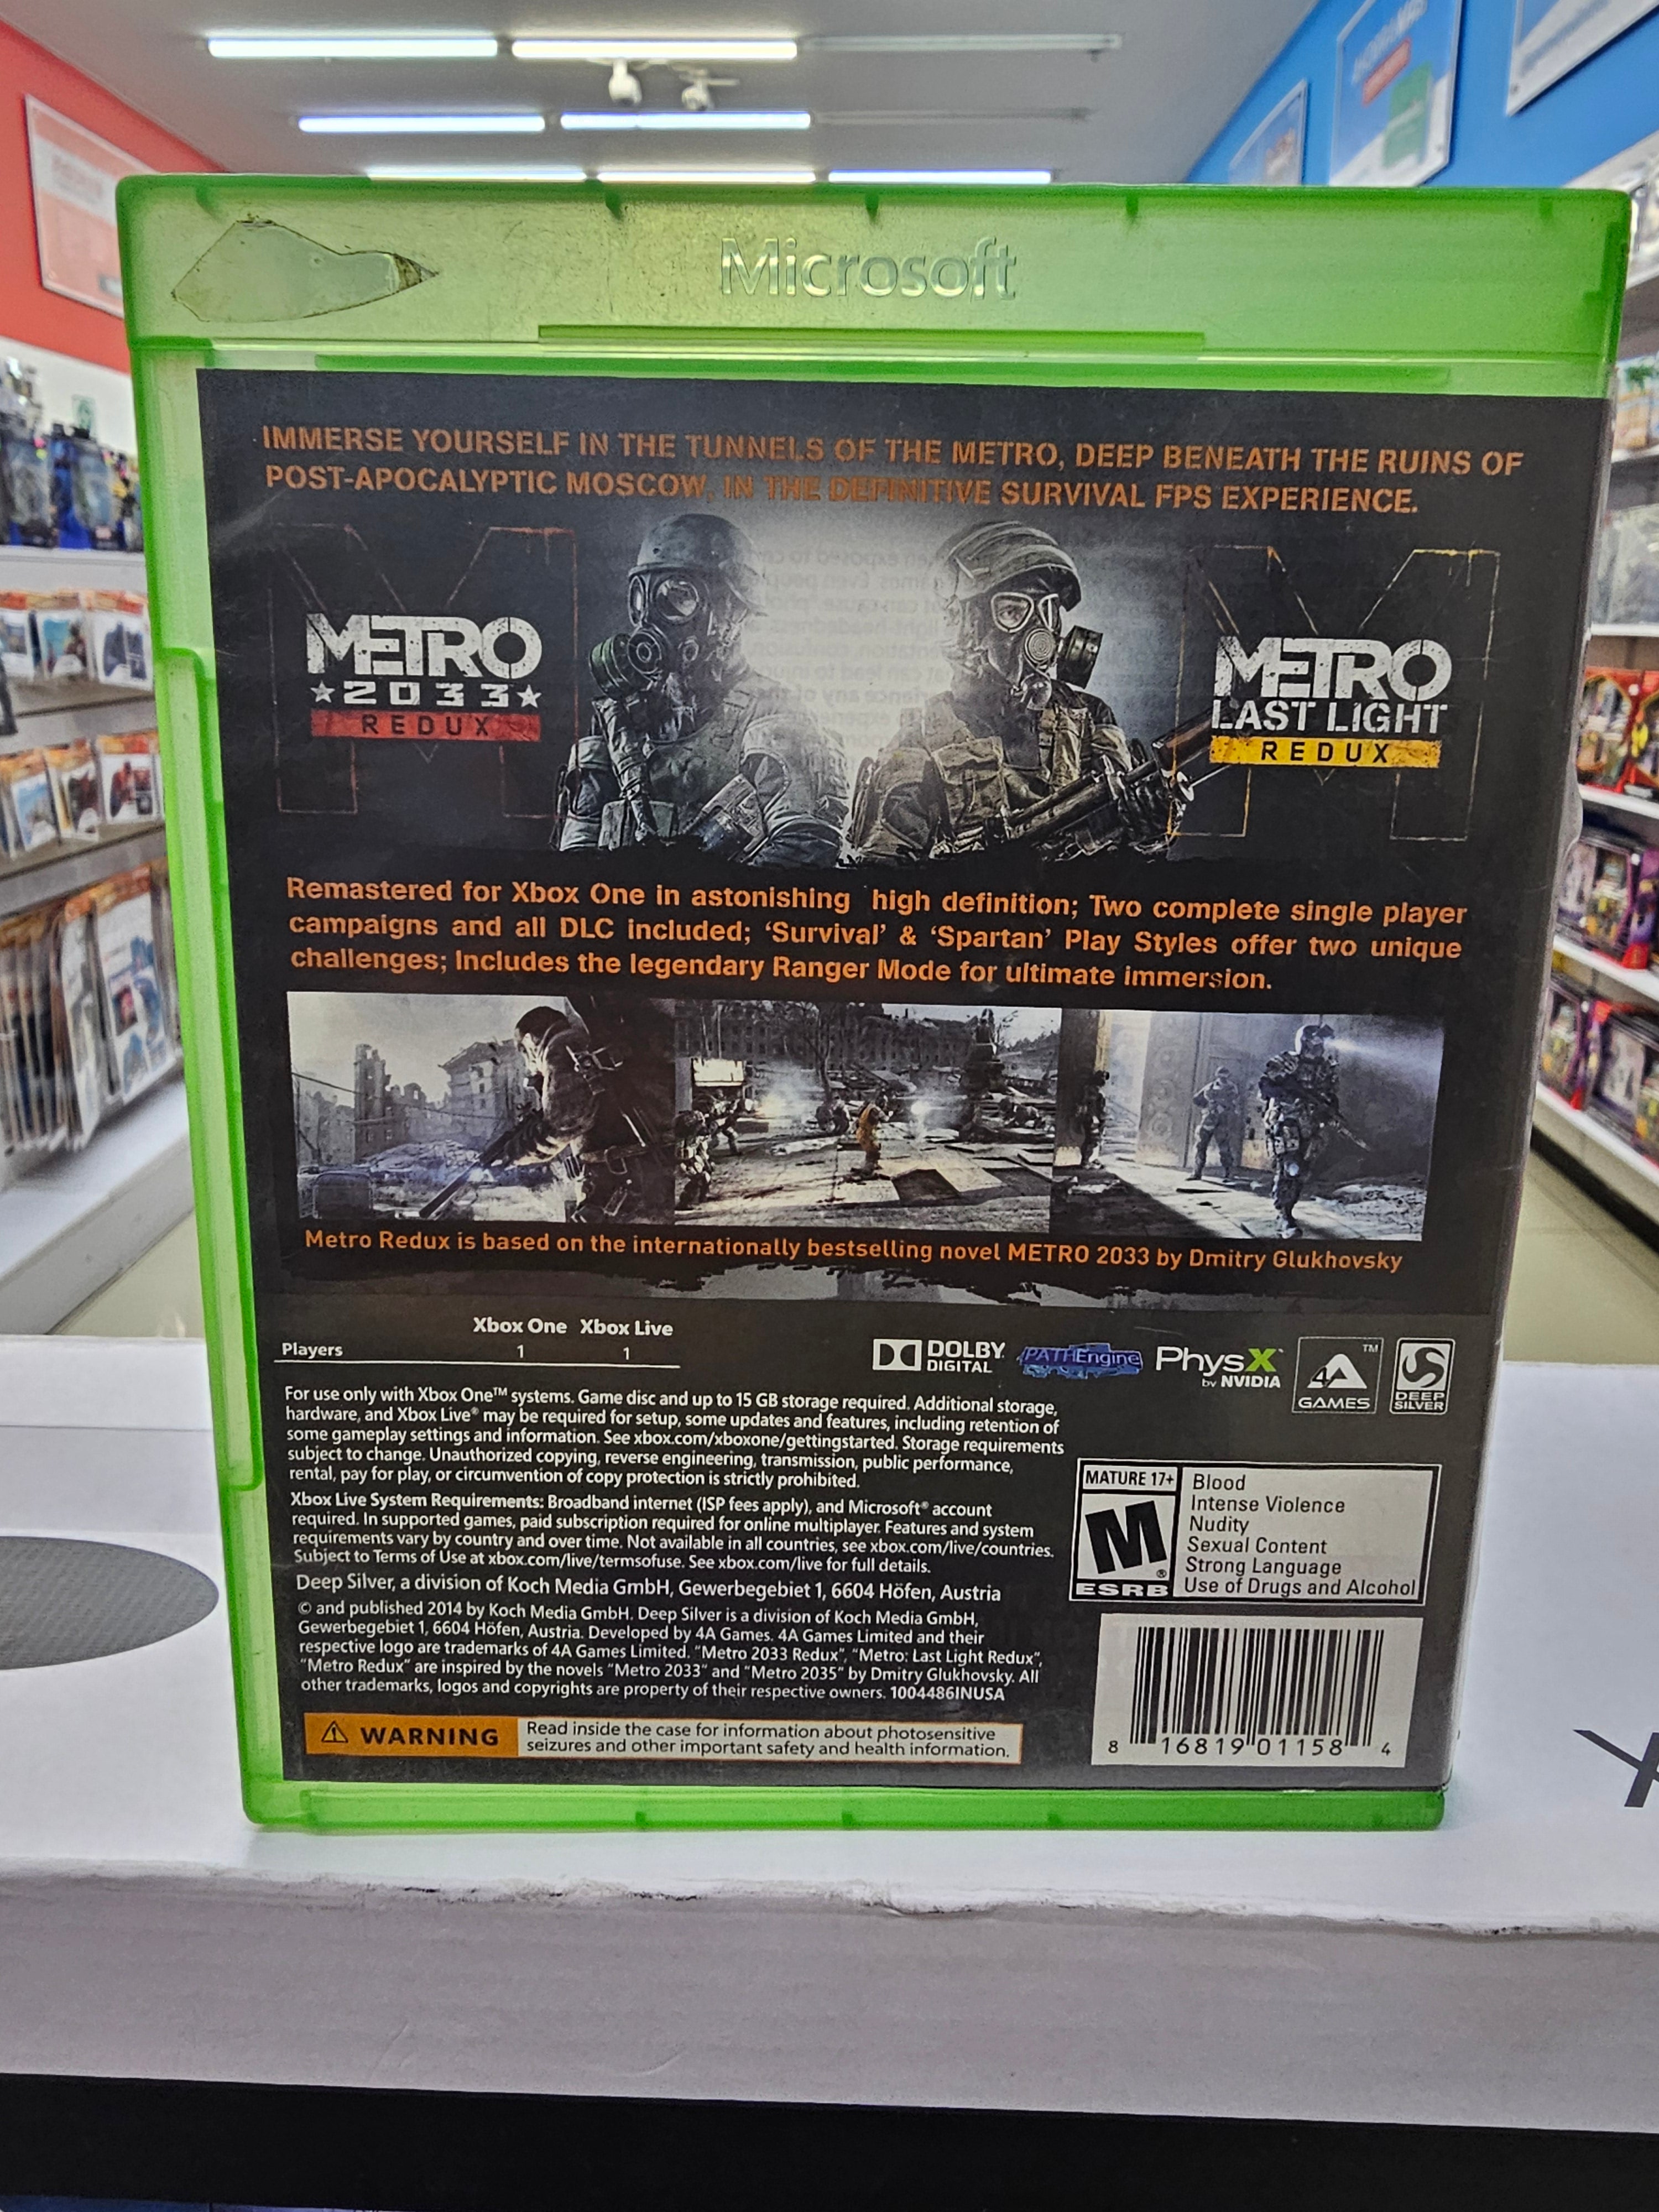 Microsoft
IMMERSE YOURSELF IN THE TUNNELS OF THE METRO, DEEP BENEATH THE RUINS OF
POST-APOCALYPTIC MOSCOW, IN THE DEFINITIVE SURVIVAL FPS EXPERIENCE.
METRO
2033
REDUX
METRO
LAST LIGHT
REDUX
Remastered for Xbox One in astonishing high definition; Two complete single player
campaigns and all DLC included; ‘Survival’ & ‘Spartan’ Play Styles offer two unique
challenges; Includes the legendary Ranger Mode for ultimate immersion.
Metro Redux is based on the internationally bestselling novel METRO 2033 by Dmitry Glukhovsky
Xbox One Xbox Live
Players 1 1
DOLBY
DIGITAL
PATHEngine
PhysX
by NVIDIA
4A
GAMES
TM
DEEP
SILVER
For use only with Xbox One™ systems. Game disc and up to 15 GB storage required. Additional storage,
hardware, and Xbox Live® may be required for setup, some updates and features, including retention of
some gameplay settings and information. See xbox.com/xboxone/gettingstarted. Storage requirements
subject to change. Unauthorized copying, reverse engineering, transmission, public performance,
rental, pay for play, or circumvention of copy protection is strictly prohibited.
Xbox Live System Requirements: Broadband internet (ISP fees apply), and Microsoft® account
required. In supported games, paid subscription required for online multiplayer. Features and system
requirements vary by country and over time. Not available in all countries, see xbox.com/live/countries.
Subject to Terms of Use at xbox.com/live/termsofuse. See xbox.com/live for full details.
Deep Silver, a division of Koch Media GmbH, Gewerbegebiet 1, 6604 Höfen, Austria
© and published 2014 by Koch Media GmbH. Deep Silver is a division of Koch Media GmbH,
Gewerbegebiet 1, 6604 Höfen, Austria. Developed by 4A Games. 4A Games Limited and their
respective logo are trademarks of 4A Games Limited. "Metro 2033 Redux", "Metro: Last Light Redux",
"Metro Redux" are inspired by the novels "Metro 2033" and "Metro 2035" by Dmitry Glukhovsky. All
other trademarks, logos and copyrights are property of their respective owners. 1004486INUSA
MATURE 17+
M®
ESRB
Blood
Intense Violence
Nudity
Sexual Content
Strong Language
Use of Drugs and Alcohol
WARNING
Read inside the case for information about photosensitive
seizures and other important safety and health information.
8 16819 01158 4